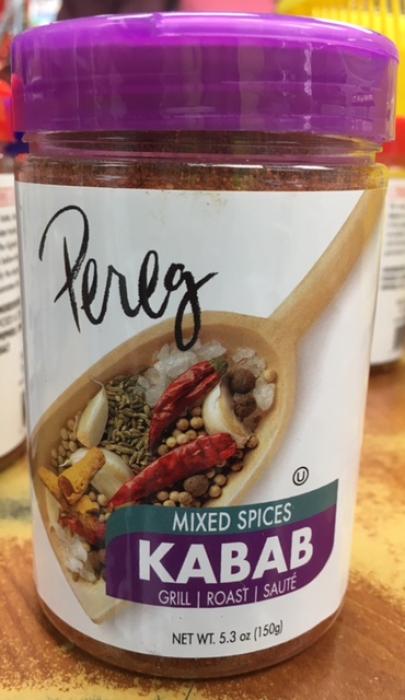 Pereg
U
MIXED SPICES
KABAB
GRILL | ROAST | SAUTÉ
NET WT. 5.3 oz (150g)